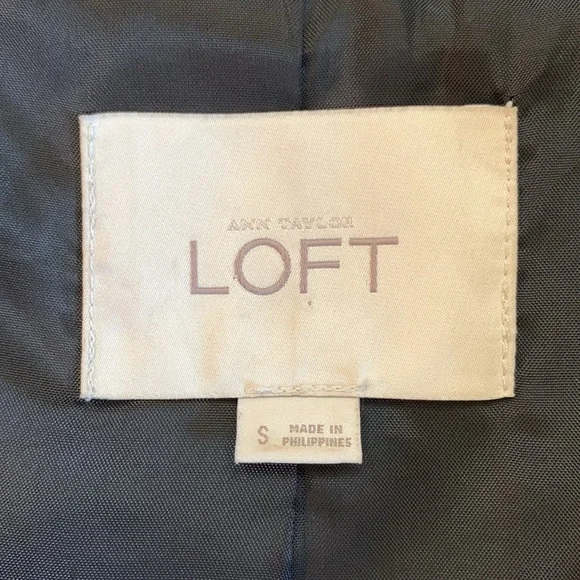 ANN TAYLOR
LOFT
S
MADE IN
PHILIPPINES